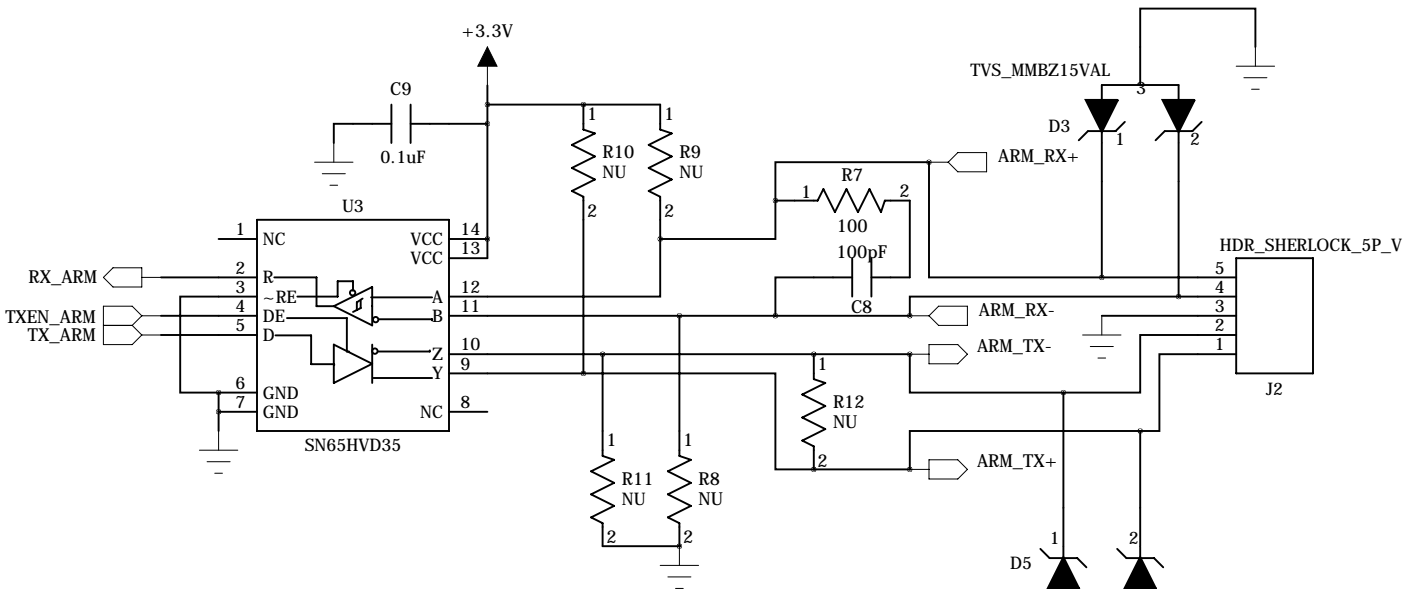 +3.3V
C9
0.1uF
TVS_MMBZ15VAL
3
D3
1
2
1
R10
NU
2
1
R9
NU
2
ARM_RX+
R7
1
2
100
100pF
C8
HDR_SHERLOCK_5P_V
U3
1
NC
VCC
14
VCC
13
RX_ARM
2
R
3
~RE
A
12
TXEN_ARM
4
DE
B
11
TX_ARM
5
D
Z
10
Y
9
6
GND
7
GND
NC
8
SN65HVD35
ARM_RX-
ARM_TX-
5
4
3
2
1
J2
1
R12
NU
2
ARM_TX+
1
R11
NU
2
1
R8
NU
2
D5
1
2